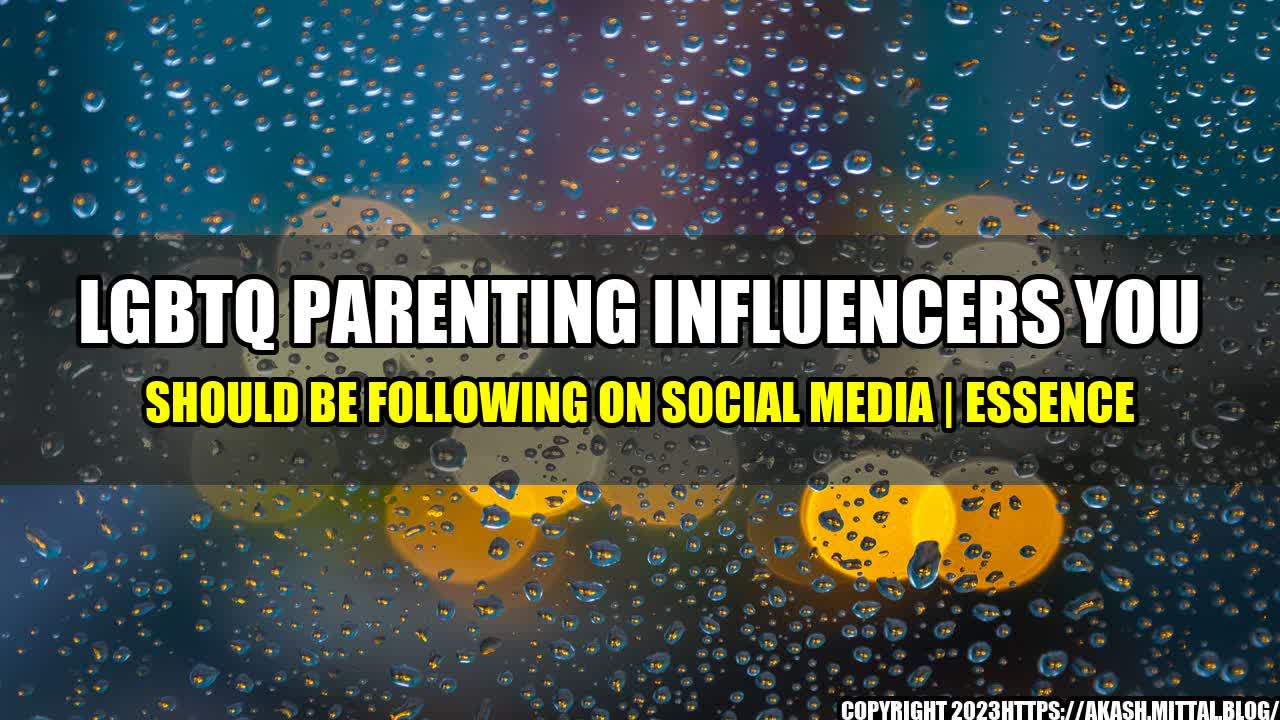 LGBTQ PARENTING INFLUENCERS YOU
SHOULD BE FOLLOWING ON SOCIAL MEDIA | ESSENCE
COPYRIGHT 2023HTTPS://AKASH.MITTAL.BLOG/